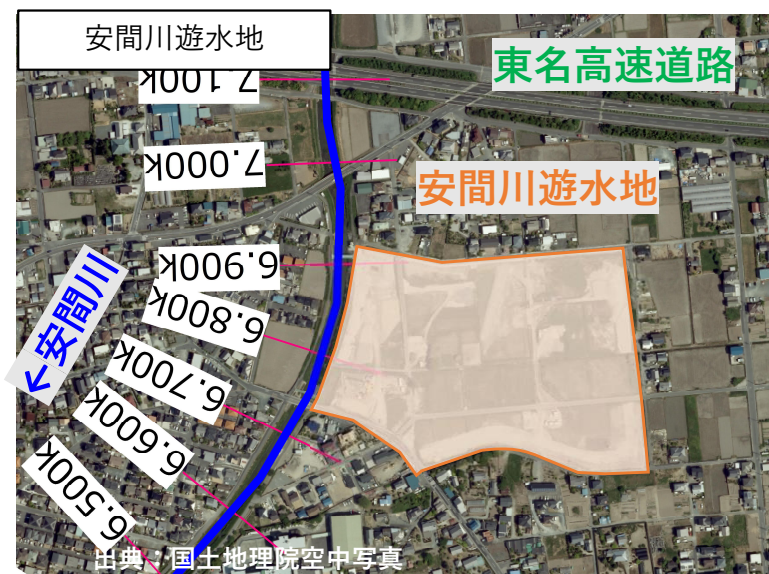 安間川遊水地
東名高速道路
7.100k
7.000k
安間川遊水地
6.900k
←安間川
6.800k
6.700k
6.600k
6.500k
出典：国土地理院空中写真